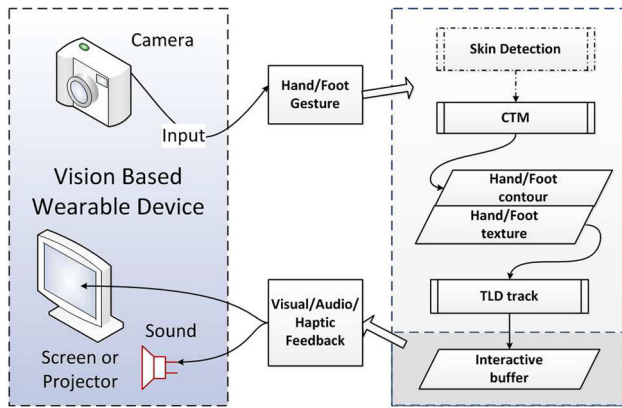 Camera
Input
Vision Based
Wearable Device
Screen or
Projector
Sound
Hand/Foot
Gesture
Visual/Audio/
Haptic
Feedback
Skin Detection
CTM
Hand/Foot
contour
Hand/Foot
texture
TLD track
Interactive
buffer